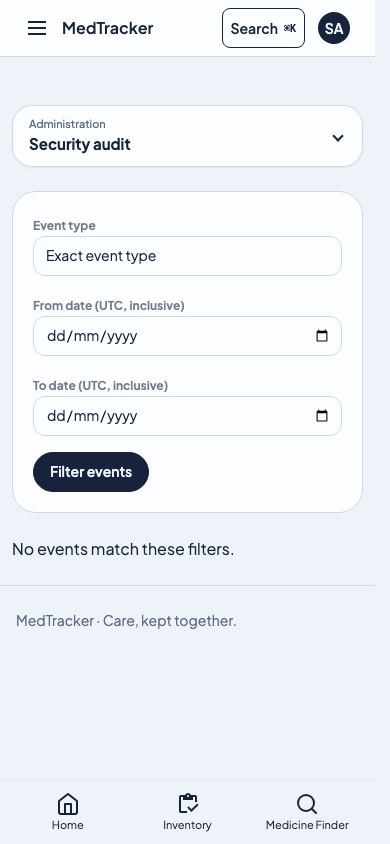 MedTracker
Search ⌘K
SA
Administration
Security audit
Event type
Exact event type
From date (UTC, inclusive)
dd/mm/yyyy
To date (UTC, inclusive)
dd/mm/yyyy
Filter events
No events match these filters.
MedTracker · Care, kept together.
Home
Inventory
Medicine Finder